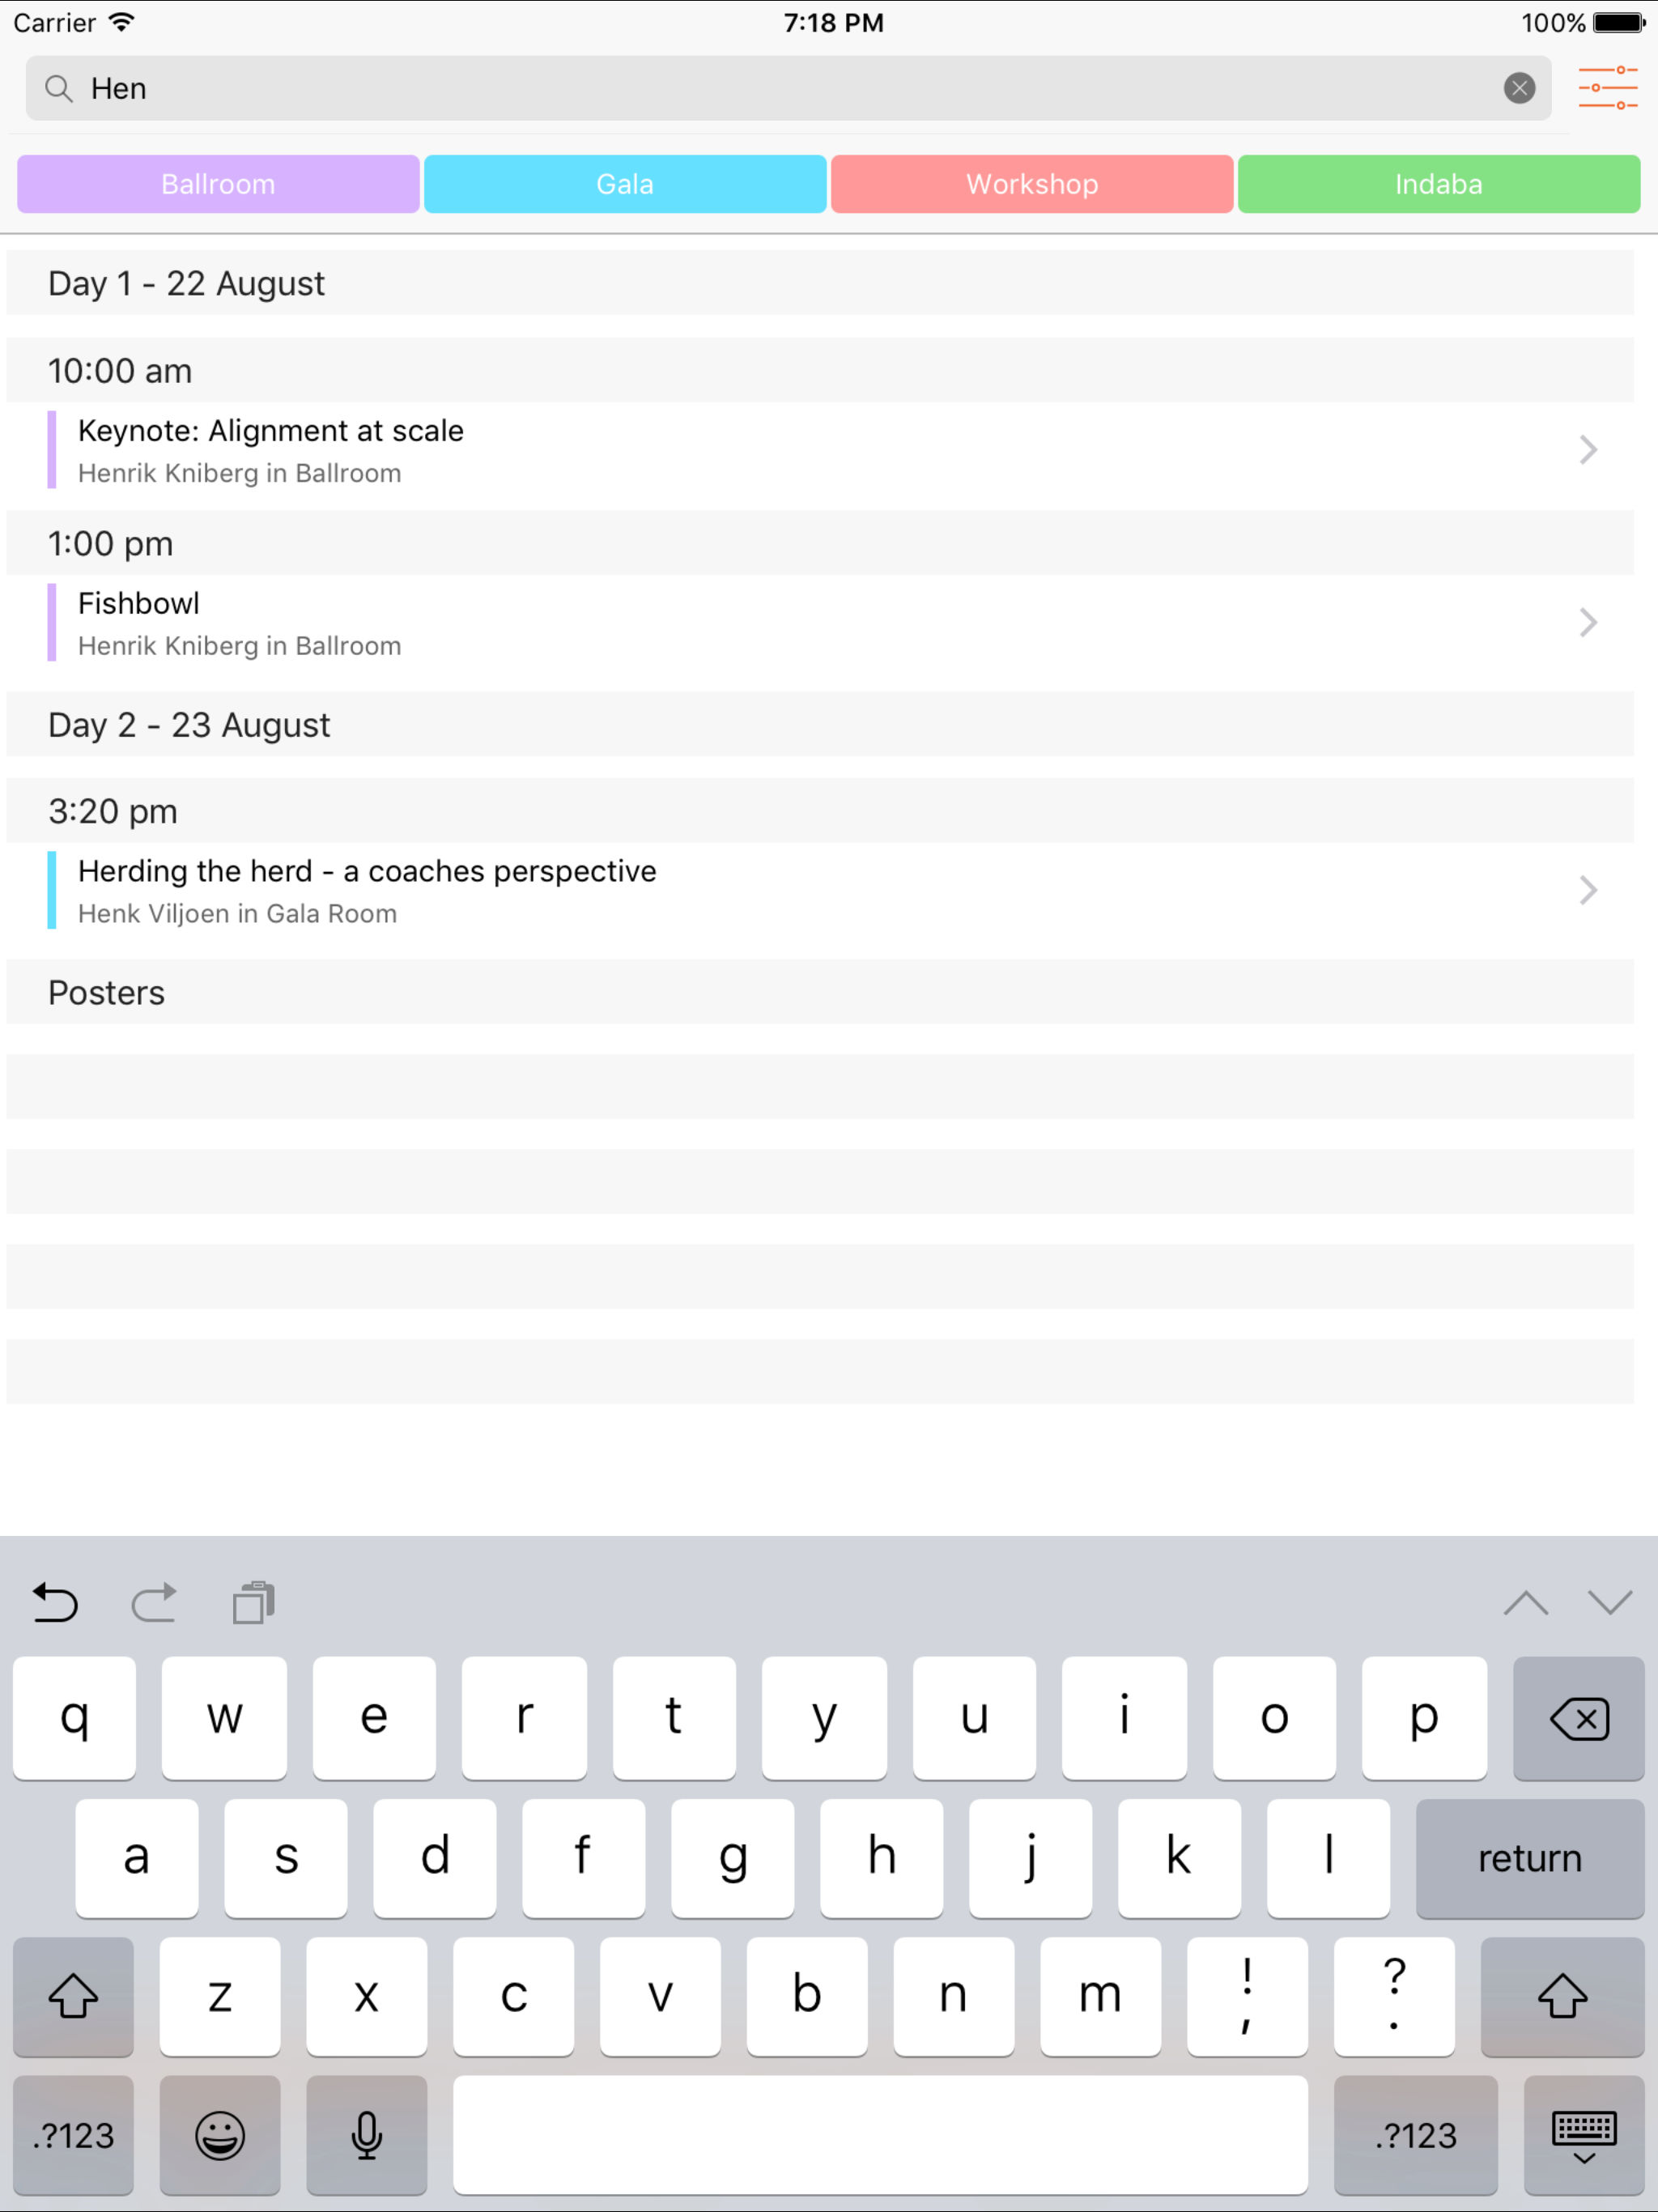 Carrier 7:18 PM 100%
Hen
Ballroom Gala Workshop Indaba
Day 1 - 22 August
10:00 am
Keynote: Alignment at scale
Henrik Kniberg in Ballroom
1:00 pm
Fishbowl
Henrik Kniberg in Ballroom
Day 2 - 23 August
3:20 pm
Herding the herd - a coaches perspective
Henk Viljoen in Gala Room
Posters
q w e r t y u i o p
a s d f g h j k l return
z x c v b n m ! , ? .
.?123 .?123